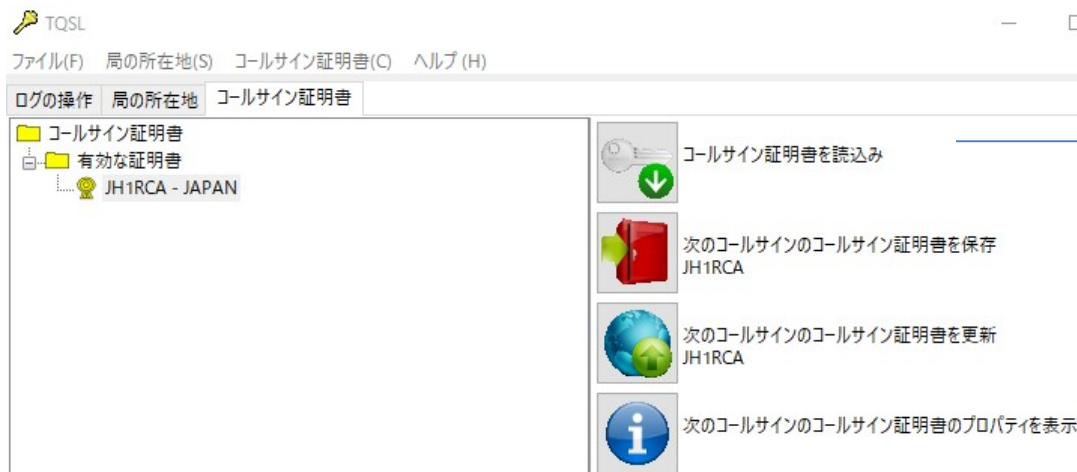 TQSL
ファイル(F) 局の所在地(S) コールサイン証明書(C) ヘルプ (H)
ログの操作 局の所在地 コールサイン証明書
コールサイン証明書
有効な証明書
JH1RCA - JAPAN
コールサイン証明書を読込み
次のコールサインのコールサイン証明書を保存
JH1RCA
次のコールサインのコールサイン証明書を更新
JH1RCA
次のコールサインのコールサイン証明書のプロパティを表示